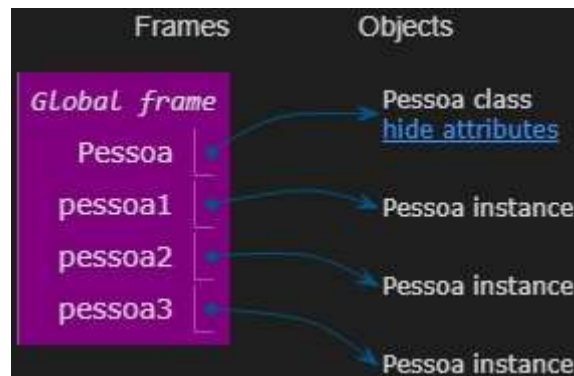 Frames Objects
Global frame
Pessoa class
hide attributes
Pessoa
pessoa1
Pessoa instance
pessoa2
Pessoa instance
pessoa3
Pessoa instance